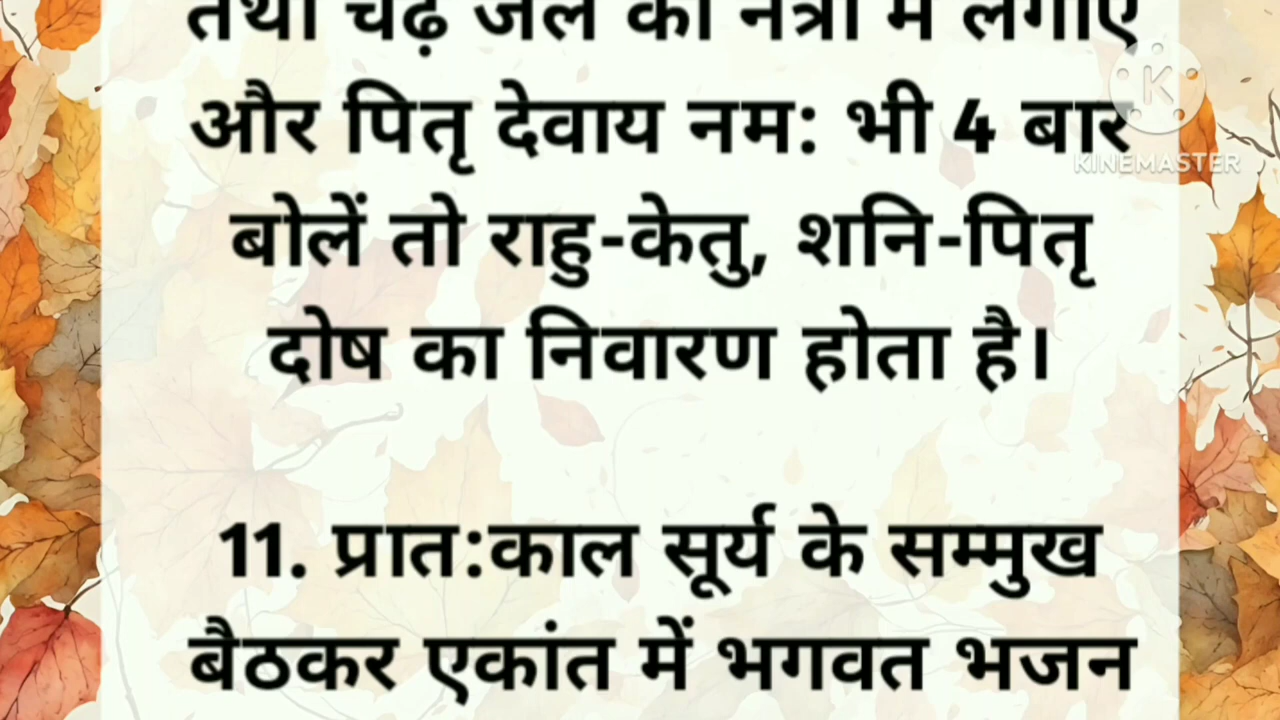 तथा चढ़े जल को नेत्रों में लगाएं
और पितृ देवाय नम: भी 4 बार
बोलें तो राहु-केतु, शनि-पितृ
दोष का निवारण होता है।
11. प्रात:काल सूर्य के सम्मुख
बैठकर एकांत में भगवत भजन
KINEMASTER